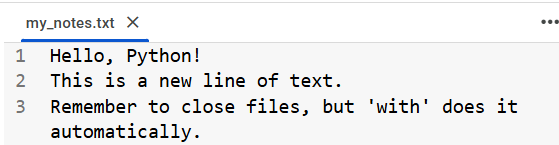 my_notes.txt
1 Hello, Python!
2 This is a new line of text.
3 Remember to close files, but 'with' does it
automatically.